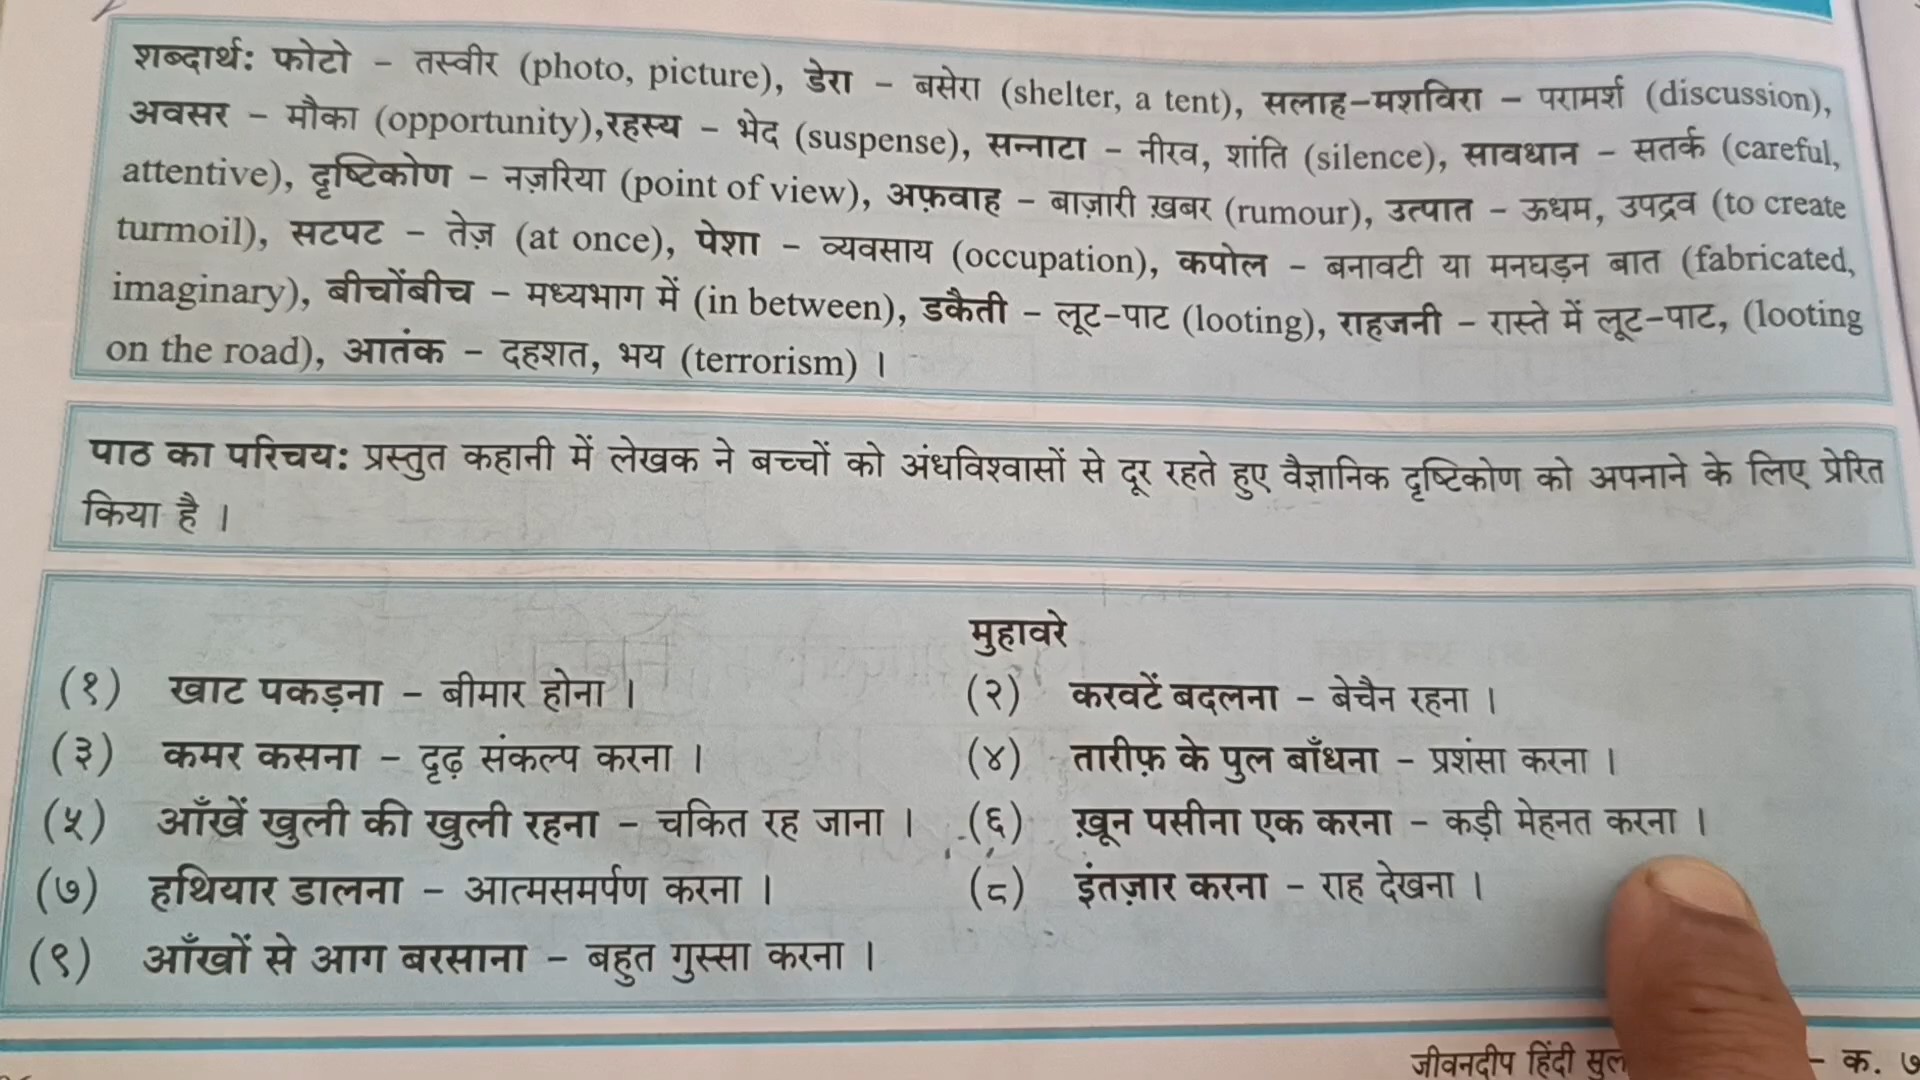 शब्दार्थ: फोटो - तस्वीर (photo, picture), डेरा - बसेरा (shelter, a tent), सलाह-मशविरा - परामर्श (discussion),
अवसर - मौका (opportunity),रहस्य - भेद (suspense), सन्नाटा - नीरव, शांति (silence), सावधान - सतर्क (careful,
attentive), दृष्टिकोण - नज़रिया (point of view), अफ़वाह - बाज़ारी ख़बर (rumour), उत्पात - ऊधम, उपद्रव (to create
turmoil), सटपट - तेज़ (at once), पेशा - व्यवसाय (occupation), कपोल - बनावटी या मनघड़न बात (fabricated,
imaginary), बीचोंबीच - मध्यभाग में (in between), डकैती - लूट-पाट (looting), राहजनी - रास्ते में लूट-पाट, (looting
on the road), आतंक - दहशत, भय (terrorism) ।
पाठ का परिचय: प्रस्तुत कहानी में लेखक ने बच्चों को अंधविश्वासों से दूर रहते हुए वैज्ञानिक दृष्टिकोण को अपनाने के लिए प्रेरित
किया है ।
मुहावरे
(१) खाट पकड़ना - बीमार होना । (२) करवटें बदलना - बेचैन रहना ।
(३) कमर कसना - दृढ़ संकल्प करना । (४) तारीफ़ के पुल बाँधना - प्रशंसा करना ।
(५) आँखें खुली की खुली रहना - चकित रह जाना । (६) ख़ून पसीना एक करना - कड़ी मेहनत करना ।
(७) हथियार डालना - आत्मसमर्पण करना । (८) इंतज़ार करना - राह देखना ।
(९) आँखों से आग बरसाना - बहुत गुस्सा करना ।
जीवनदीप हिंदी - क. ७